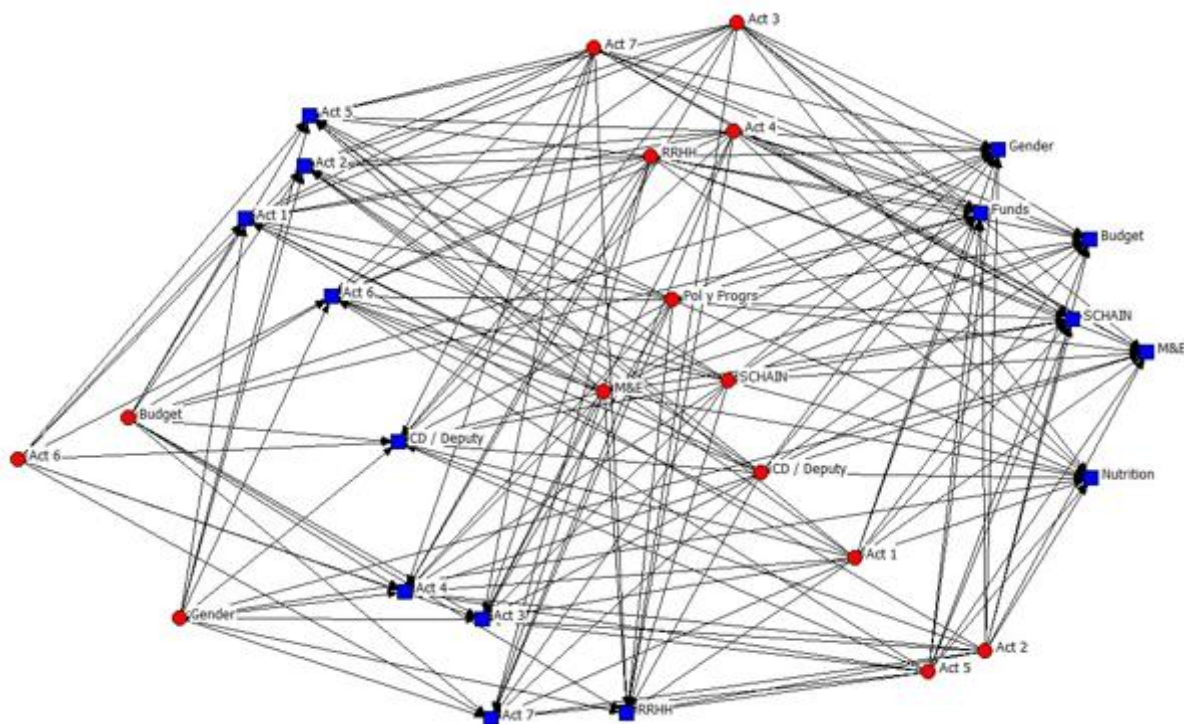 Act 3
Act 7
Act 5
Act 4
Gender
RRHH
Act 2
Funds
Act 1
Budget
Act 6
Pol y Progrs
SCHAIN
M&E
SCHAIN
M&E
Budget
CD / Deputy
Act 6
CD / Deputy
Nutrition
Act 1
Act 4
Gender
Act 3
Act 2
Act 5
RRHH
Act 7